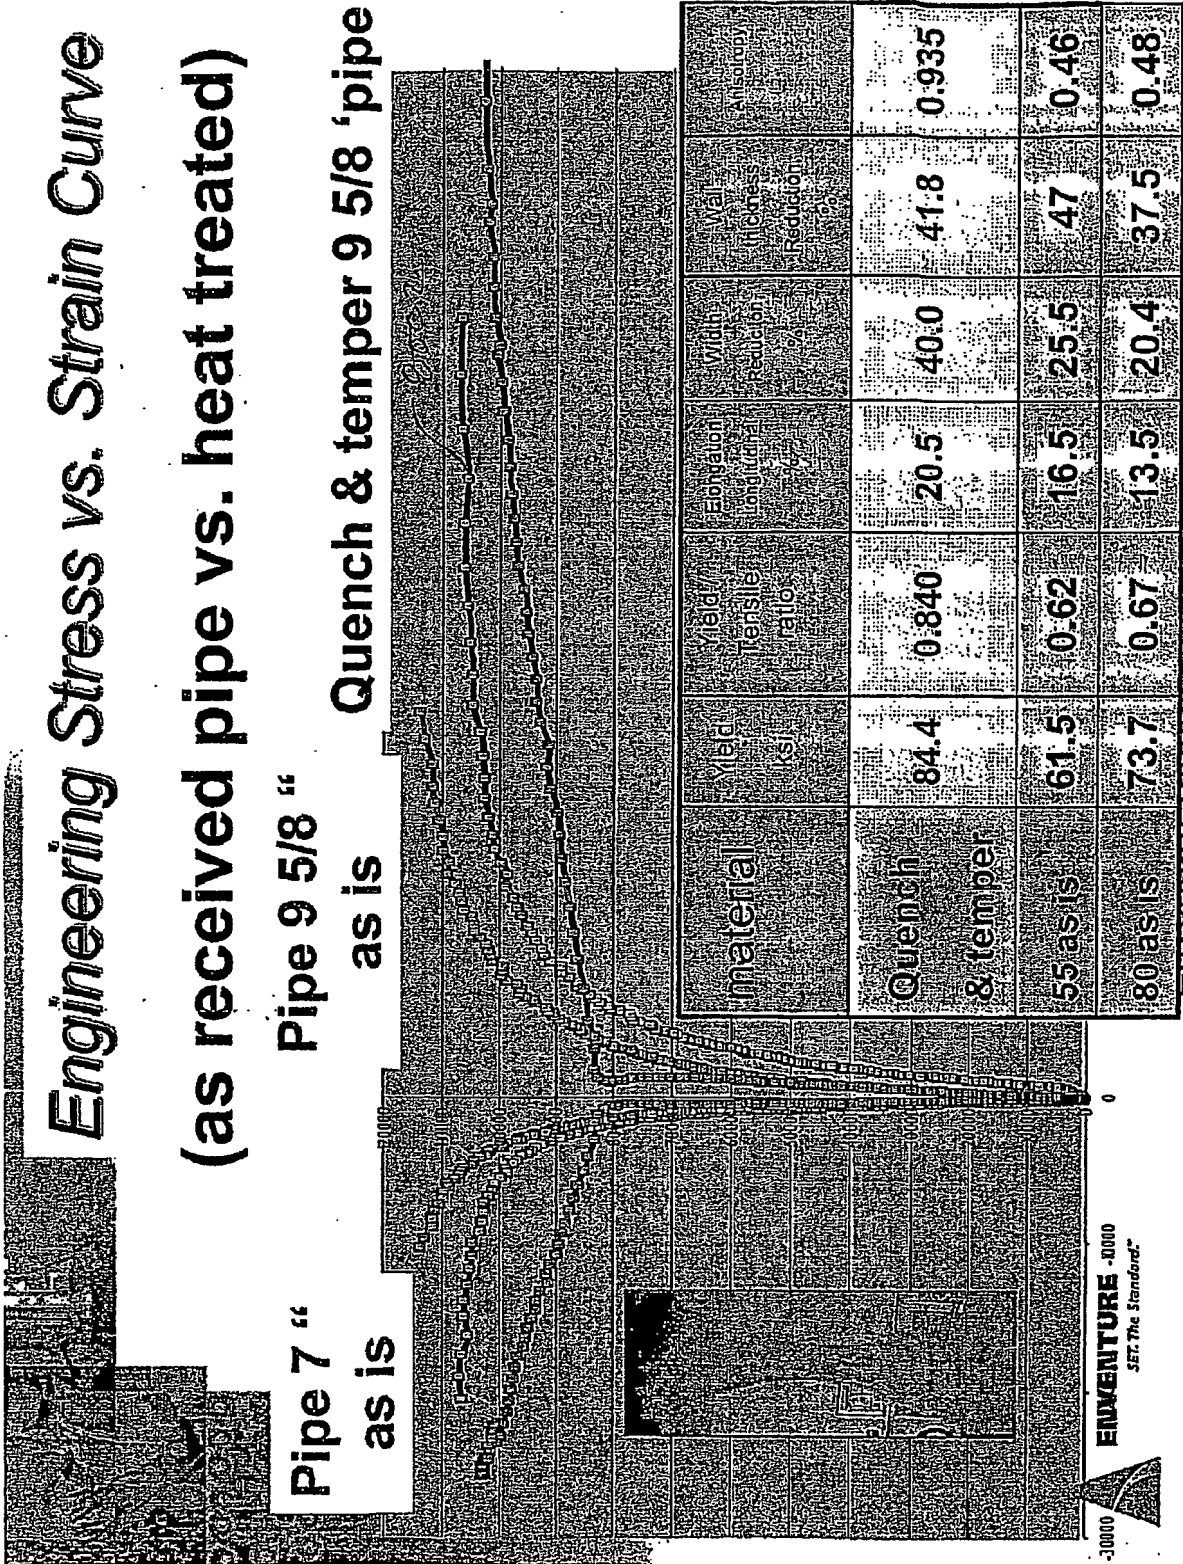 Engineering Stress vs. Strain Curve
(as received pipe vs. heat treated)
Pipe 7 “
as is
Pipe 9 5/8 “
as is
Quench & temper 9 5/8 ‘pipe
material
Yield
ksi
Yield/
Tensile
ratio
Elongation
Longitudinal
%
Width
Reduction
%
Wall
thickness
Reduction
%
Anisotropy
Quench
& temper
84.4
0.840
20.5
40.0
41.8
0.935
55 as is
61.5
0.62
16.5
25.5
47
0.46
80 as is
73.7
0.67
13.5
20.4
37.5
0.48
-30000
-10000
0
ENVENTURE
SET. The Standard.™